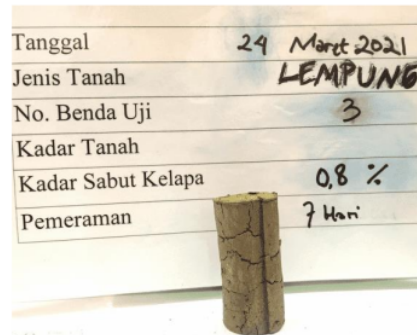 Tanggal 24 Maret 2021
Jenis Tanah LEMPUNG
No. Benda Uji 3
Kadar Tanah
Kadar Sabut Kelapa 0,8 %
Pemeraman 7 Hari